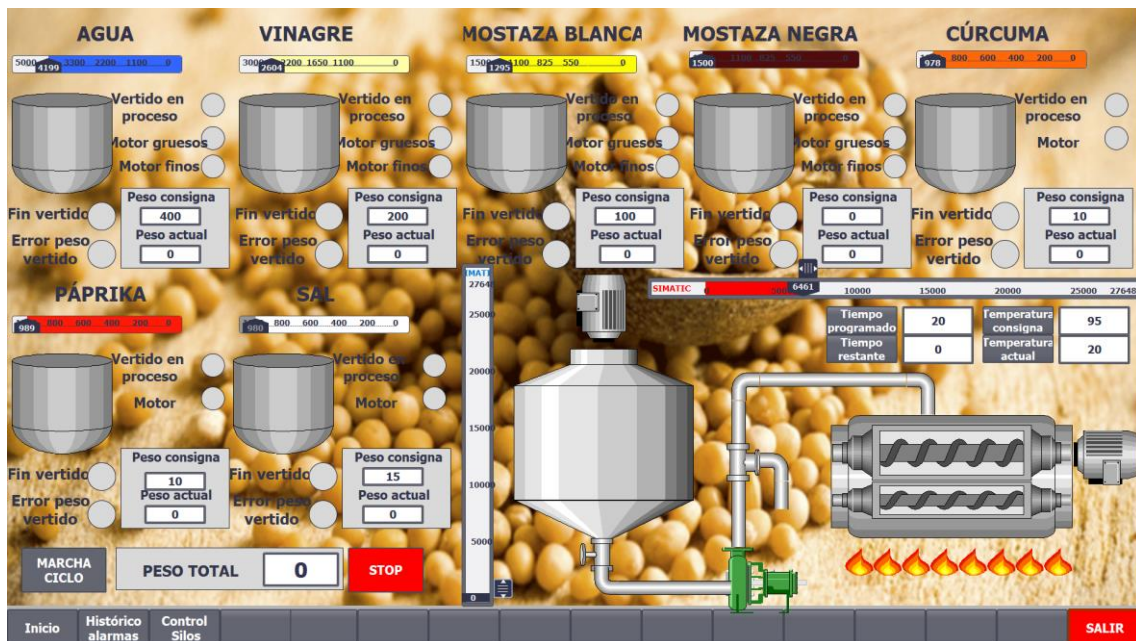 AGUA
VINAGRE
MOSTAZA BLANCA
MOSTAZA NEGRA
CÚRCUMA
5000 4199 3300 2200 1100 0
3000 2604 2200 1650 1100 0
1500 1295 1100 825 550 0
1500 1100 825 550 0
978 800 600 400 200 0
Vertido en proceso
Motor gruesos
Motor finos
Vertido en proceso
Motor gruesos
Motor finos
Vertido en proceso
Motor gruesos
Motor finos
Vertido en proceso
Motor gruesos
Motor finos
Vertido en proceso
Motor
Fin vertido
Error peso vertido
Peso consigna
400
Peso actual
0
Fin vertido
Error peso vertido
Peso consigna
200
Peso actual
0
Fin vertido
Error peso vertido
Peso consigna
100
Peso actual
0
Fin vertido
Error peso vertido
Peso consigna
0
Peso actual
0
Fin vertido
Error peso vertido
Peso consigna
10
Peso actual
0
PÁPRIKA
SAL
989 800 600 400 200 0
980 800 600 400 200 0
Vertido en proceso
Motor
Vertido en proceso
Motor
Fin vertido
Error peso vertido
Peso consigna
10
Peso actual
0
Fin vertido
Error peso vertido
Peso consigna
15
Peso actual
0
IMATIC
27648
25000
20000
15000
10000
5000
0
SIMATIC 0 6461 10000 15000 20000 25000 27648
Tiempo programado
20
Temperatura consigna
95
Tiempo restante
0
Temperatura actual
20
MARCHA CICLO
PESO TOTAL
0
STOP
Inicio
Histórico alarmas
Control Silos
SALIR